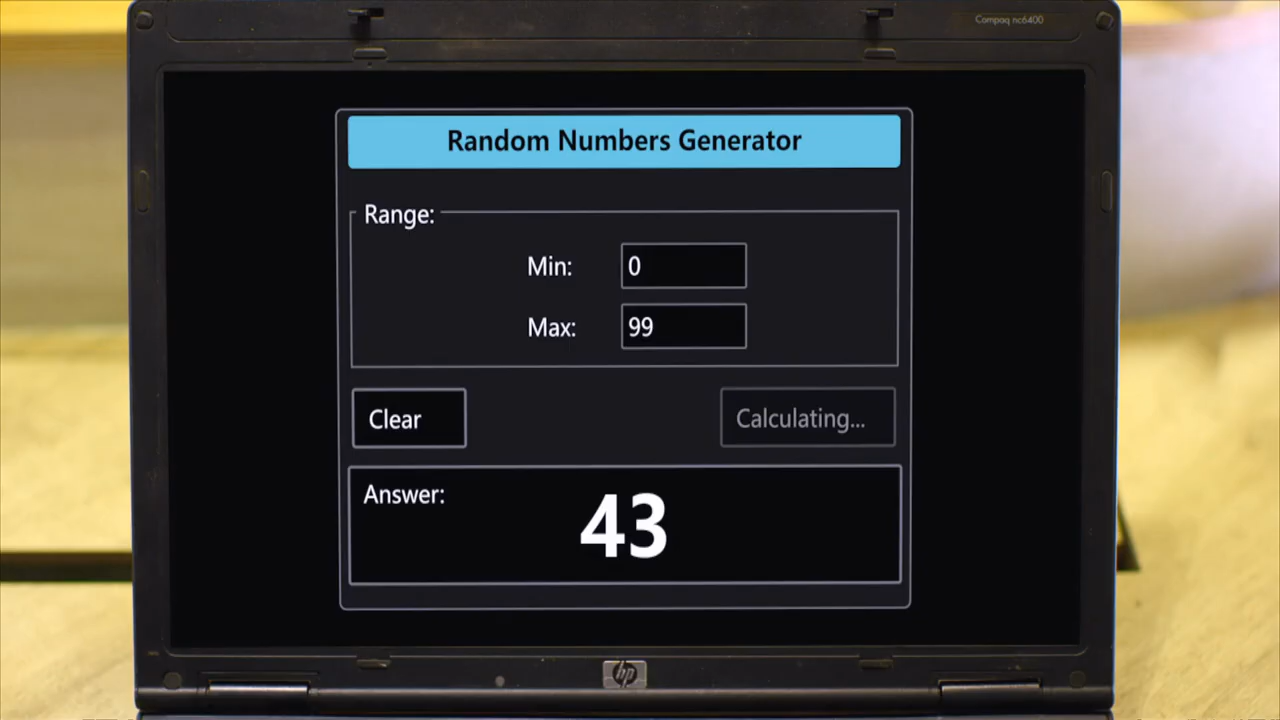 Compaq nc6400
Random Numbers Generator
Range:
Min: 0
Max: 99
Clear
Calculating...
Answer: 43
hp